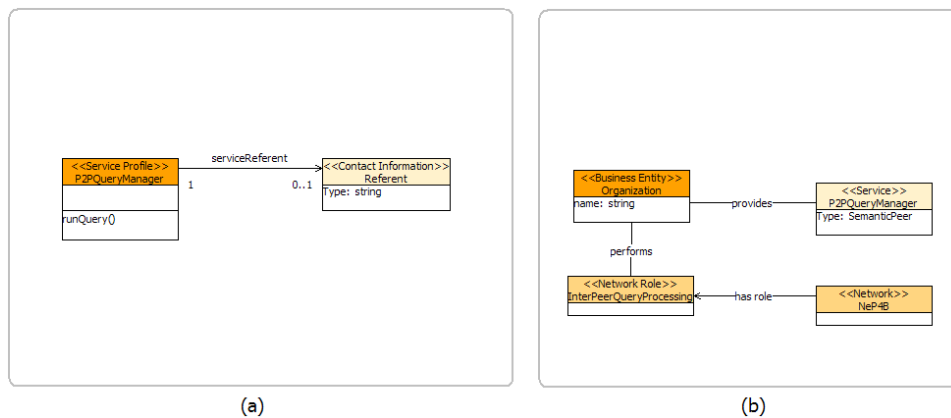 serviceReferent
<<Service Profile>>
P2PQueryManager
runQuery()
1
0..1
<<Contact Information>>
Referent
Type: string
(a)
<<Business Entity>>
Organization
name: string
provides
<<Service>>
P2PQueryManager
Type: SemanticPeer
performs
<<Network Role>>
InterPeerQueryProcessing
has role
<<Network>>
NeP4B
(b)